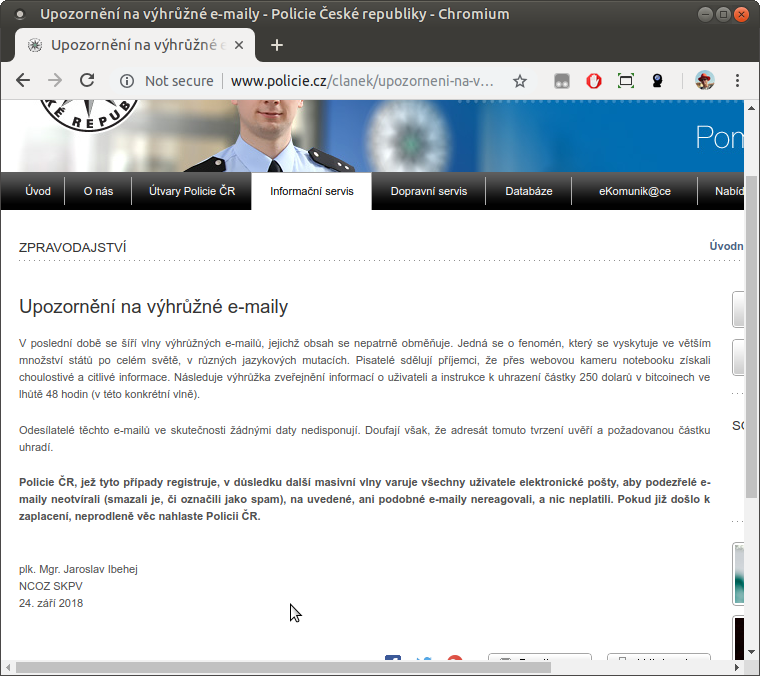 Upozornění na výhrůžné e-maily - Policie České republiky - Chromium
Upozornění na výhrůžné e
Not secure
www.policie.cz/clanek/upozorneni-na-v…
KÉ REPUB
Pom
Úvod
O nás
Útvary Policie ČR
Informační servis
Dopravní servis
Databáze
eKomunik@ce
Nabíd
ZPRAVODAJSTVÍ
Úvodn
Upozornění na výhrůžné e-maily
V poslední době se šíří vlny výhrůžných e-mailů, jejichž obsah se nepatrně obměňuje. Jedná se o fenomén, který se vyskytuje ve větším
množství států po celém světě, v různých jazykových mutacích. Pisatelé sdělují příjemci, že přes webovou kameru notebooku získali
choulostivé a citlivé informace. Následuje výhrůžka zveřejnění informací o uživateli a instrukce k uhrazení částky 250 dolarů v bitcoinech ve
lhůtě 48 hodin (v této konkrétní vlně).
Odesílatelé těchto e-mailů ve skutečnosti žádnými daty nedisponují. Doufají však, že adresát tomuto tvrzení uvěří a požadovanou částku
uhradí.
Policie ČR, jež tyto případy registruje, v důsledku další masivní vlny varuje všechny uživatele elektronické pošty, aby podezřelé e-
maily neotvírali (smazali je, či označili jako spam), na uvedené, ani podobné e-maily nereagovali, a nic neplatili. Pokud již došlo k
zaplacení, neprodleně věc nahlaste Policii ČR.
plk. Mgr. Jaroslav Ibehej
NCOZ SKPV
24. září 2018